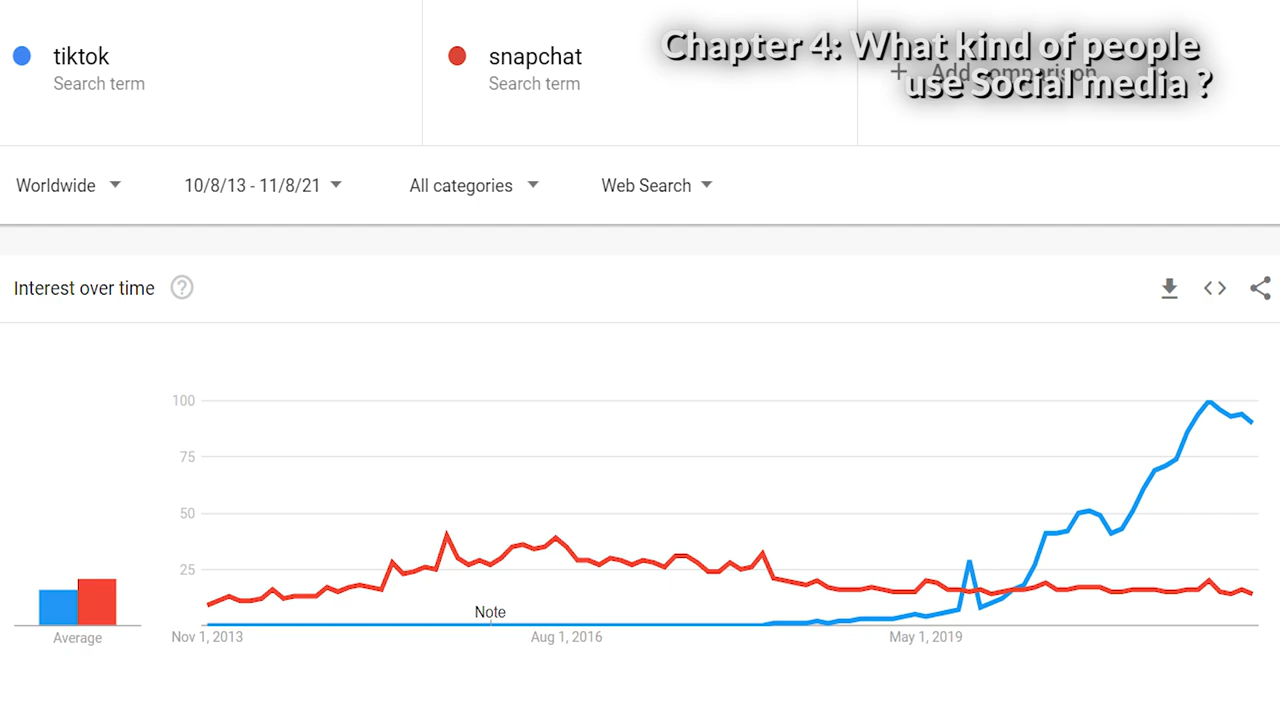 tiktok
Search term
snapchat
Search term
Chapter 4: What kind of people
use Social media ?
+ Add comparison
Worldwide
10/8/13 - 11/8/21
All categories
Web Search
Interest over time
?
100
75
50
25
Note
Average
Nov 1, 2013
Aug 1, 2016
May 1, 2019